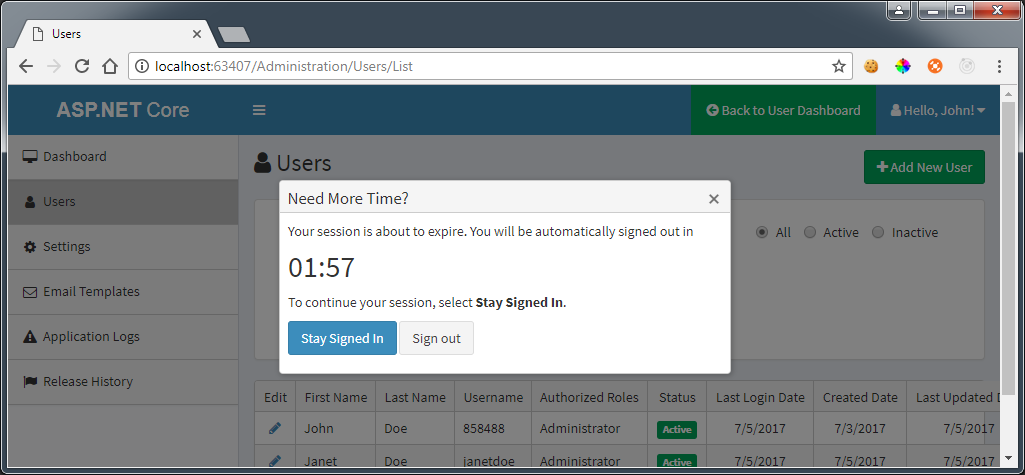 Users
localhost:63407/Administration/Users/List
ASP.NET Core
Back to User Dashboard
Hello, John!
Dashboard
Users
Settings
Email Templates
Application Logs
Release History
Users
Add New User
All Active Inactive
Need More Time?
Your session is about to expire. You will be automatically signed out in
01:57
To continue your session, select Stay Signed In.
Stay Signed In Sign out
Edit First Name Last Name Username Authorized Roles Status Last Login Date Created Date Last Updated
John Doe 858488 Administrator Active 7/5/2017 7/3/2017 7/5/2017
Janet Doe janetdoe Administrator Active 7/5/2017 7/5/2017 7/5/2017